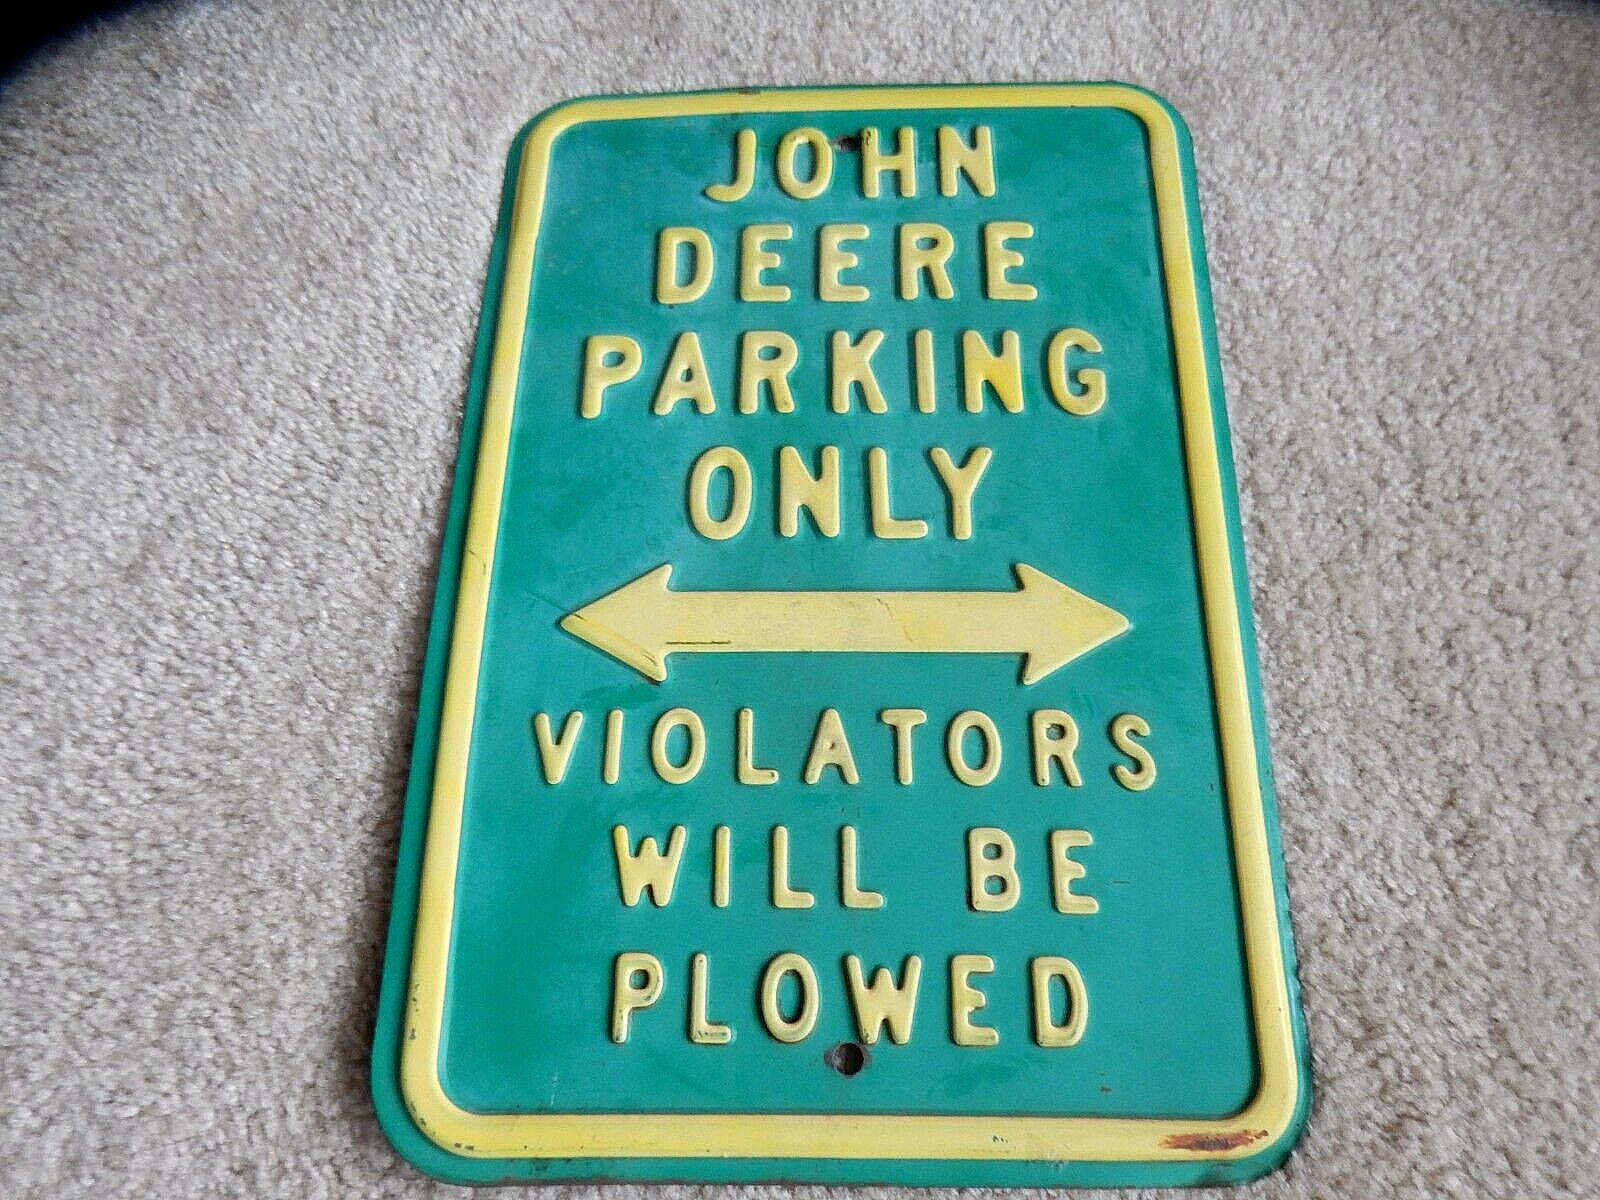 JOHN
DEERE
PARKING
ONLY
VIOLATORS
WILL BE
PLOWED